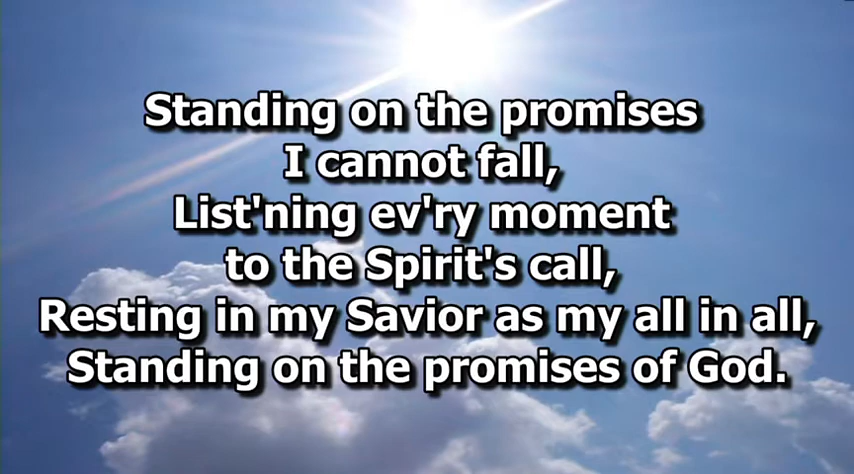 Standing on the promises
I cannot fall,
List'ning ev'ry moment
to the Spirit's call,
Resting in my Savior as my all in all,
Standing on the promises of God.